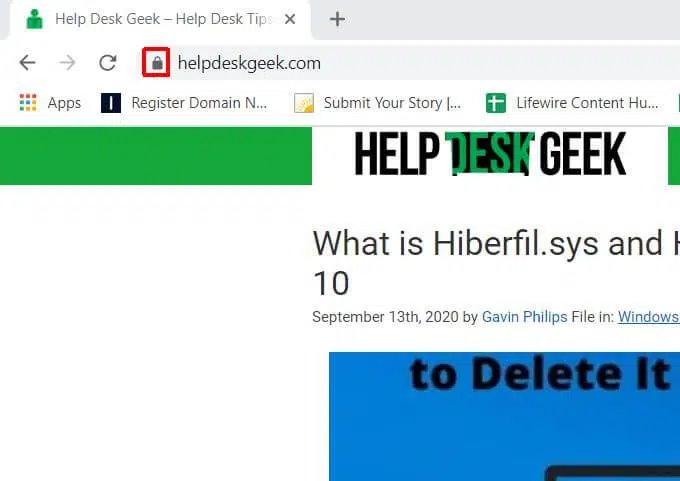 Help Desk Geek – Help Desk Tips
helpdeskgeek.com
Apps Register Domain N... Submit Your Story |... Lifewire Content Hu...
HELP DESK GEEK
What is Hiberfil.sys and H
10
September 13th, 2020 by Gavin Philips File in: Windows
to Delete It